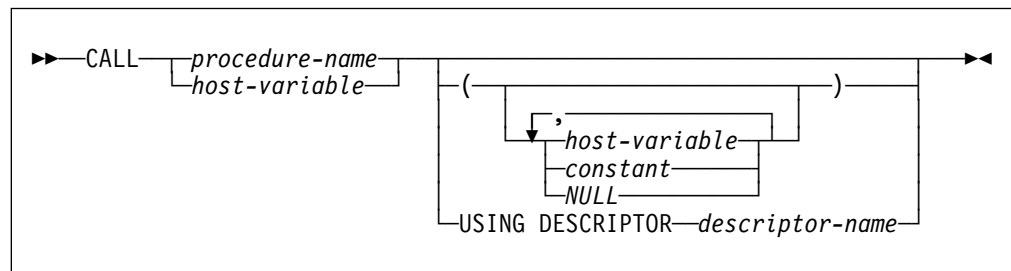 CALL procedure-name
host-variable
( )
,
host-variable
constant
NULL
USING DESCRIPTOR descriptor-name